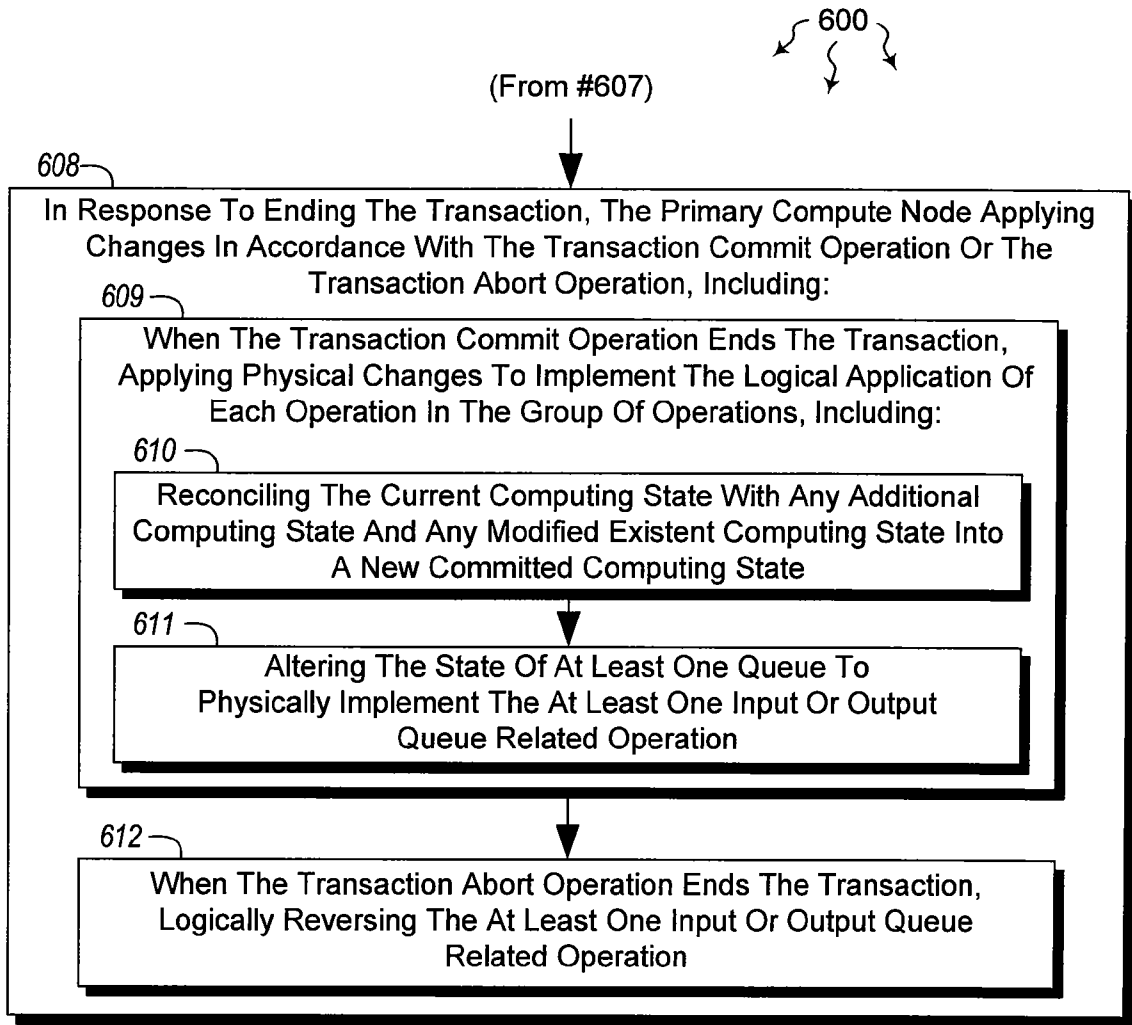 600
(From #607)
608
In Response To Ending The Transaction, The Primary Compute Node Applying
Changes In Accordance With The Transaction Commit Operation Or The
Transaction Abort Operation, Including:
609
When The Transaction Commit Operation Ends The Transaction,
Applying Physical Changes To Implement The Logical Application Of
Each Operation In The Group Of Operations, Including:
610
Reconciling The Current Computing State With Any Additional
Computing State And Any Modified Existent Computing State Into
A New Committed Computing State
611
Altering The State Of At Least One Queue To
Physically Implement The At Least One Input Or Output
Queue Related Operation
612
When The Transaction Abort Operation Ends The Transaction,
Logically Reversing The At Least One Input Or Output Queue
Related Operation